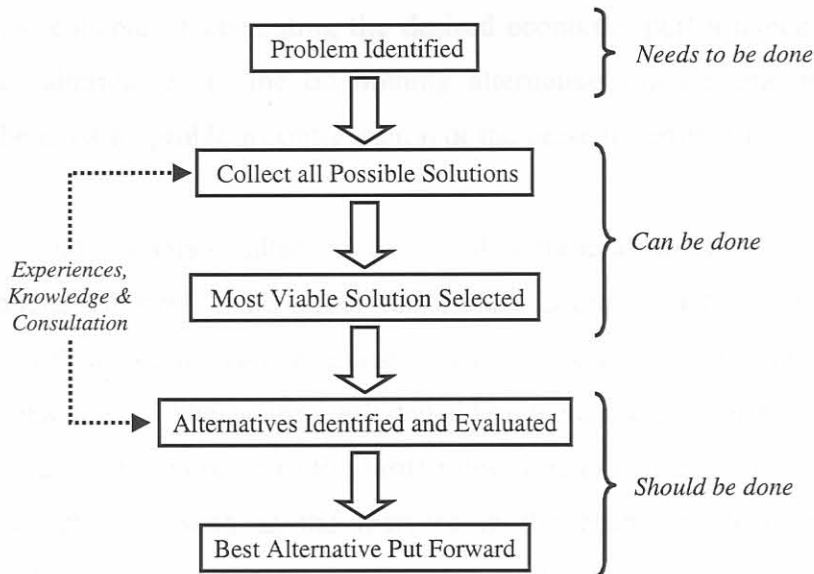 Problem Identified
Needs to be done
Collect all Possible Solutions
Can be done
Experiences,
Knowledge &
Consultation
Most Viable Solution Selected
Alternatives Identified and Evaluated
Should be done
Best Alternative Put Forward